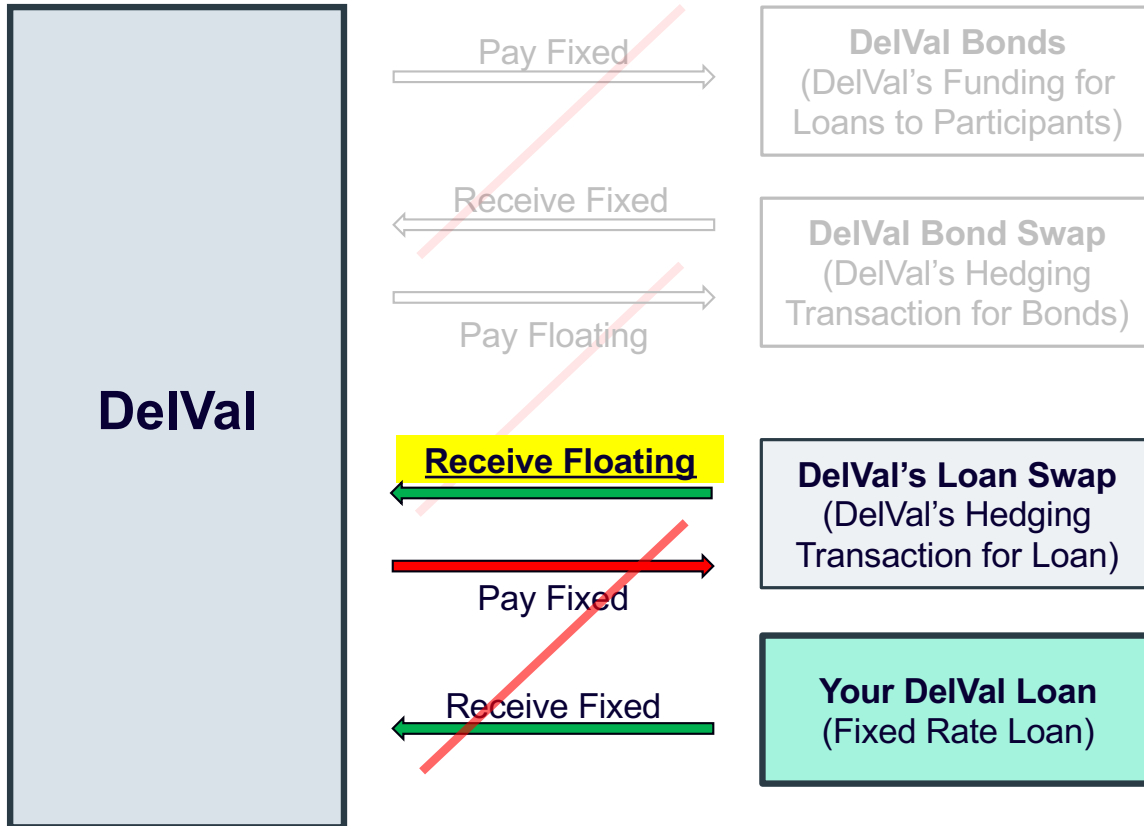 DelVal
Pay Fixed
DelVal Bonds
(DelVal's Funding for
Loans to Participants)
Receive Fixed
Pay Floating
DelVal Bond Swap
(DelVal's Hedging
Transaction for Bonds)
Receive Floating
Pay Fixed
DelVal's Loan Swap
(DelVal's Hedging
Transaction for Loan)
Receive Fixed
Your DelVal Loan
(Fixed Rate Loan)